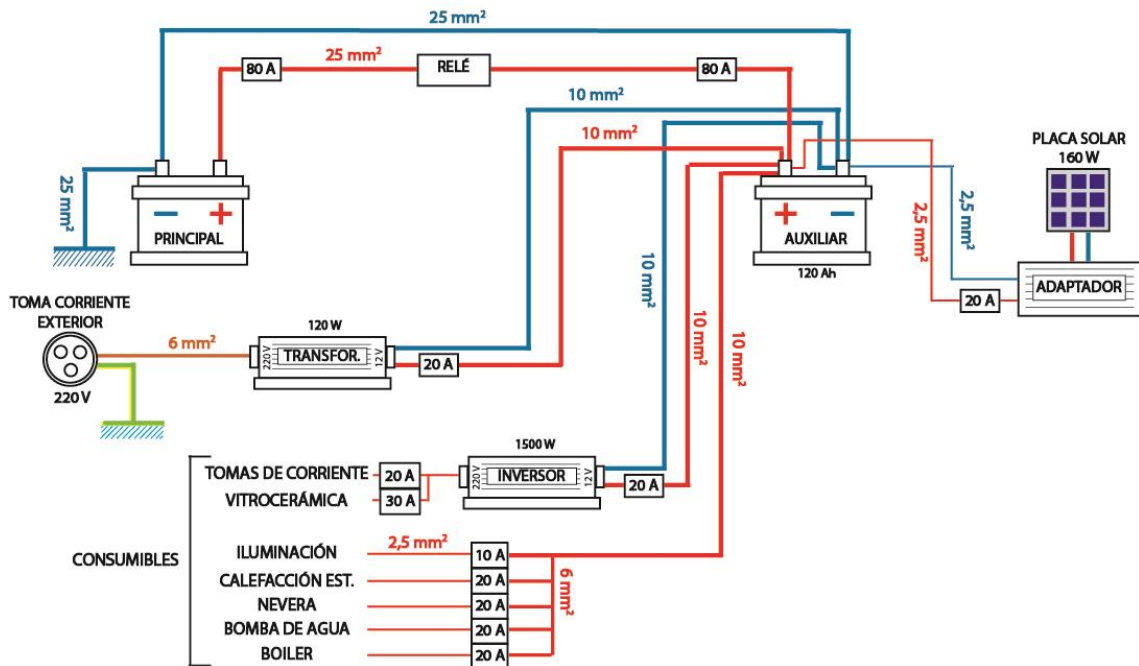 25 mm²
25 mm²
80 A
RELÉ
80 A
10 mm²
10 mm²
PLACA SOLAR
160 W
25 mm²
PRINCIPAL
AUXILIAR
120 Ah
2,5 mm²
2,5 mm²
ADAPTADOR
20 A
TOMA CORRIENTE
EXTERIOR
220 V
6 mm²
120 W
220 V
TRANSFOR.
12 V
20 A
10 mm²
10 mm²
10 mm²
1500 W
220 V
INVERSOR
12 V
20 A
CONSUMIBLES
TOMAS DE CORRIENTE
20 A
VITROCERÁMICA
30 A
ILUMINACIÓN
2,5 mm²
10 A
CALEFACCIÓN EST.
20 A
NEVERA
20 A
BOMBA DE AGUA
20 A
BOILER
20 A
6 mm²